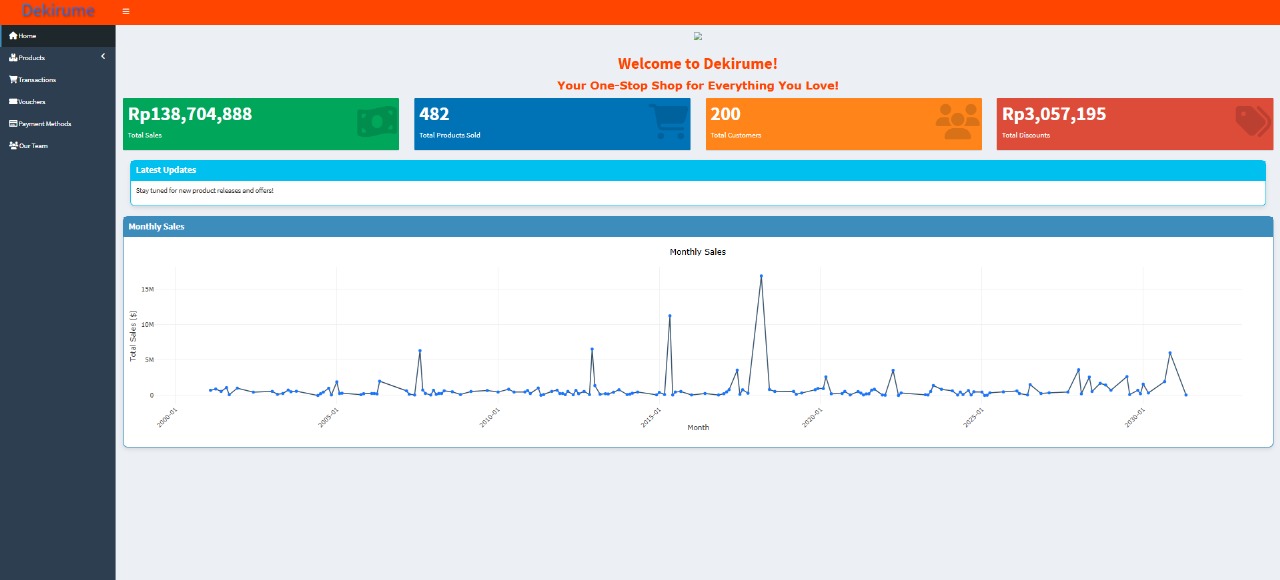 Dekirume
Home
Products
Transactions
Vouchers
Payment Methods
Our Team
Welcome to Dekirume!
Your One-Stop Shop for Everything You Love!
Rp138,704,888
Total Sales
482
Total Products Sold
200
Total Customers
Rp3,057,195
Total Discounts
Latest Updates
Stay tuned for new product releases and offers!
Monthly Sales
Monthly Sales
Total Sales ($)
15M
10M
5M
0
2000-01
2005-01
2010-01
2015-01
2020-01
2025-01
2030-01
Month